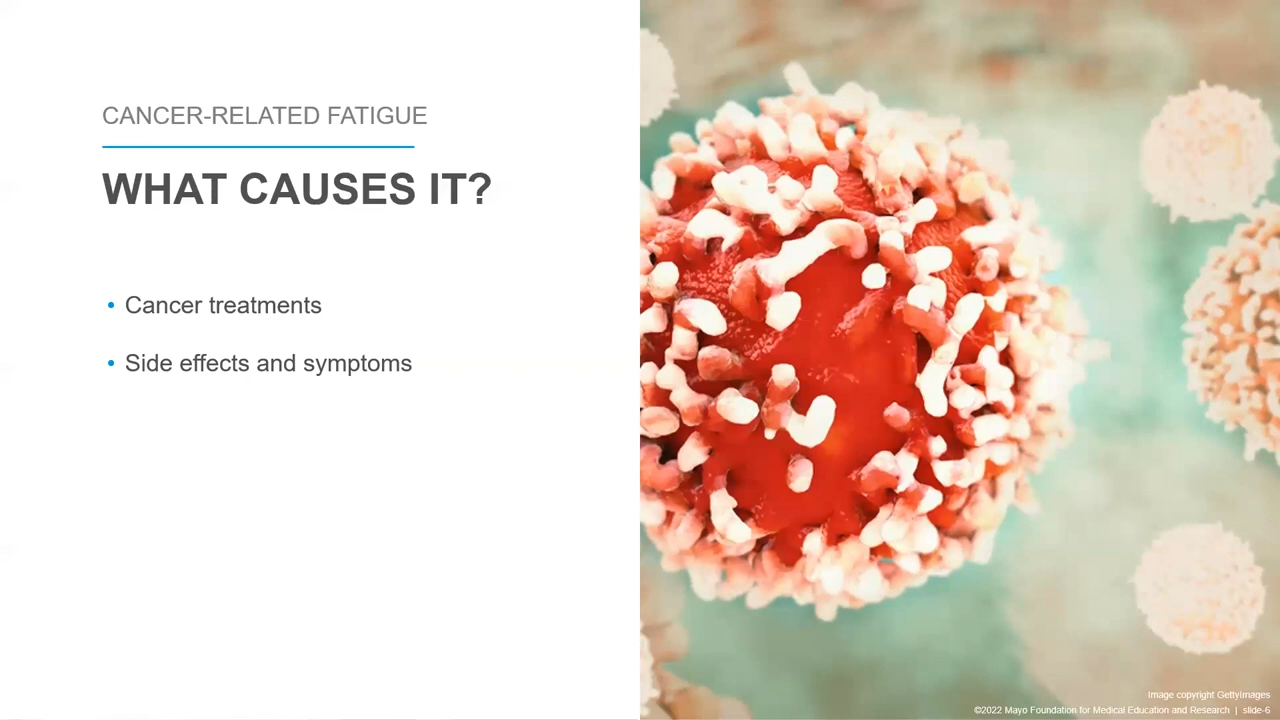 CANCER-RELATED FATIGUE
WHAT CAUSES IT?
• Cancer treatments
• Side effects and symptoms
Image copyright GettyImages
©2022 Mayo Foundation for Medical Education and Research | slide-6